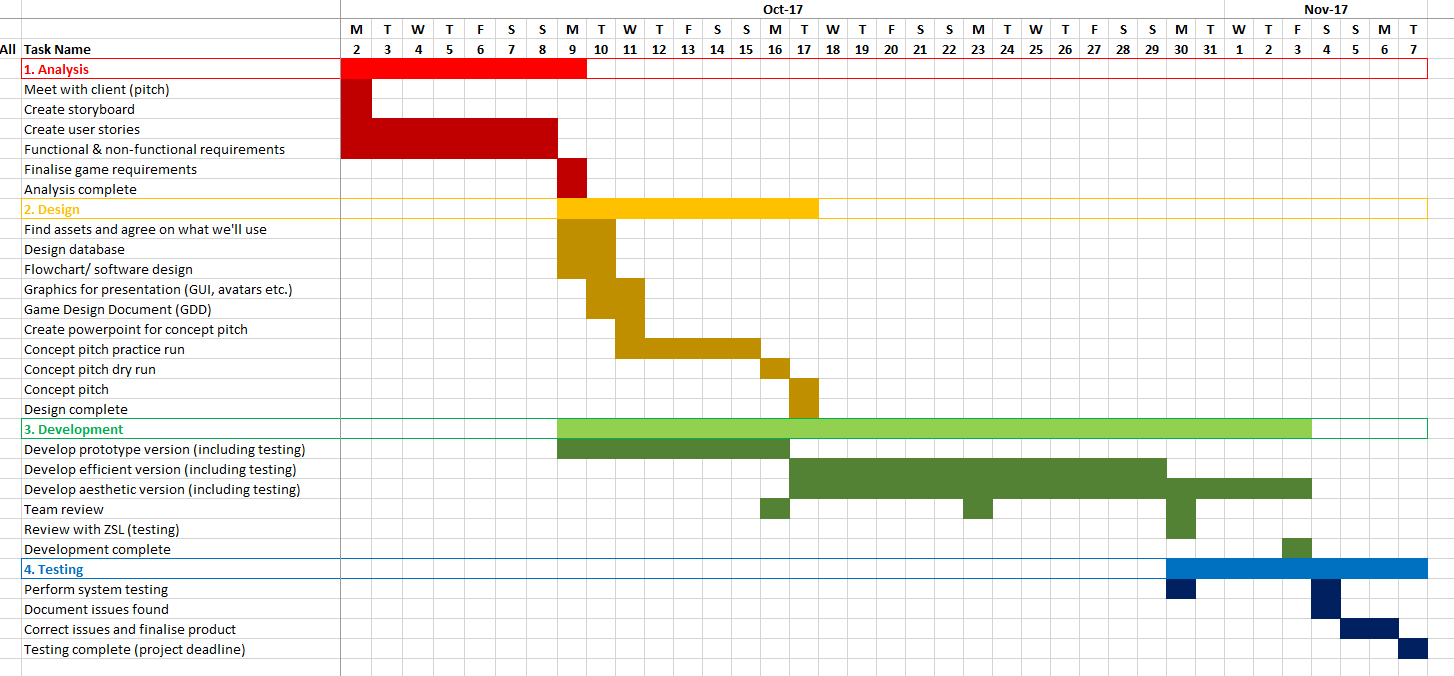 Oct-17 Nov-17
M T W T F S S M T W T F S S M T W T F S S M T W T F S S M T W T F S S M T
All Task Name 2 3 4 5 6 7 8 9 10 11 12 13 14 15 16 17 18 19 20 21 22 23 24 25 26 27 28 29 30 31 1 2 3 4 5 6 7
1. Analysis
Meet with client (pitch)
Create storyboard
Create user stories
Functional & non-functional requirements
Finalise game requirements
Analysis complete
2. Design
Find assets and agree on what we'll use
Design database
Flowchart/ software design
Graphics for presentation (GUI, avatars etc.)
Game Design Document (GDD)
Create powerpoint for concept pitch
Concept pitch practice run
Concept pitch dry run
Concept pitch
Design complete
3. Development
Develop prototype version (including testing)
Develop efficient version (including testing)
Develop aesthetic version (including testing)
Team review
Review with ZSL (testing)
Development complete
4. Testing
Perform system testing
Document issues found
Correct issues and finalise product
Testing complete (project deadline)